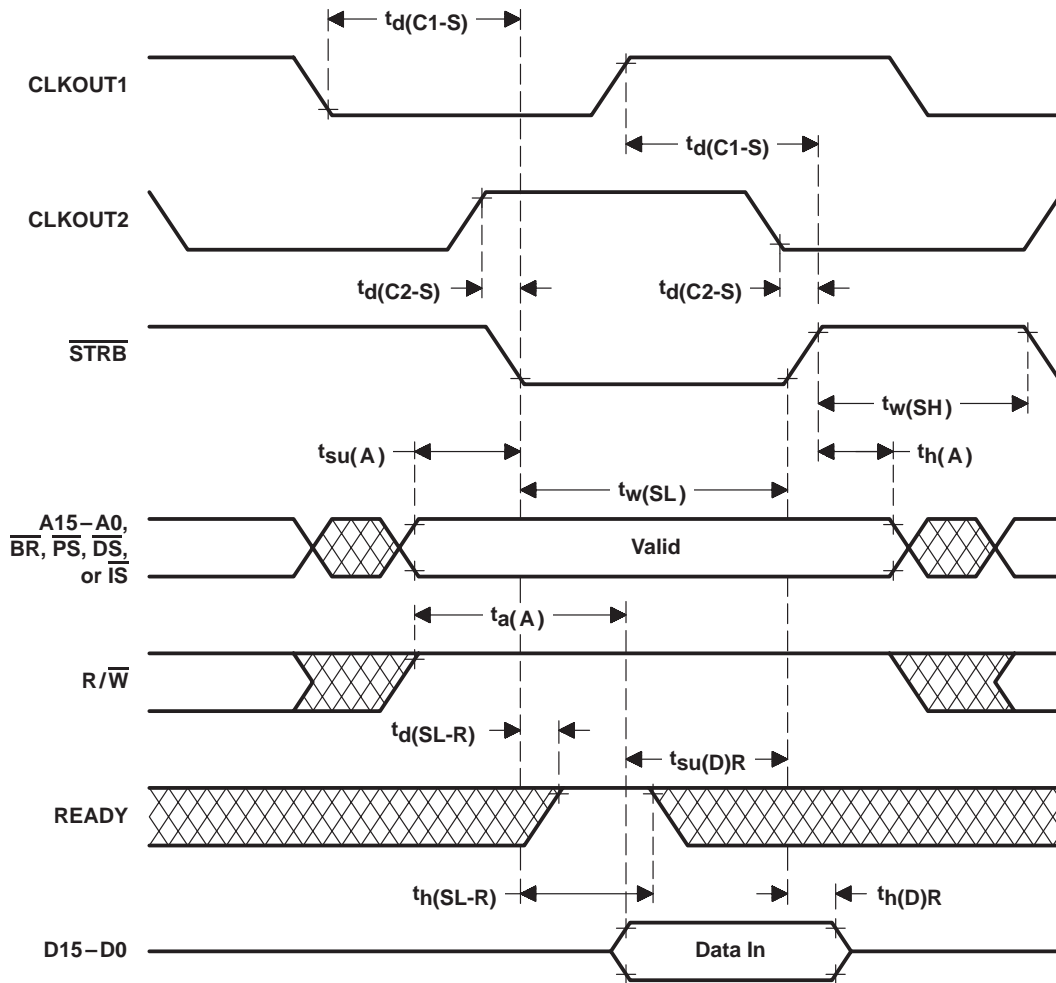 td(C1-S)
CLKOUT1
td(C1-S)
CLKOUT2
td(C2-S) td(C2-S)
STRB
tw(SH)
tsu(A) th(A)
tw(SL)
A15–A0,
BR, PS, DS,
or IS
Valid
ta(A)
R/W
td(SL-R)
tsu(D)R
READY
th(SL-R) th(D)R
D15–D0 Data In